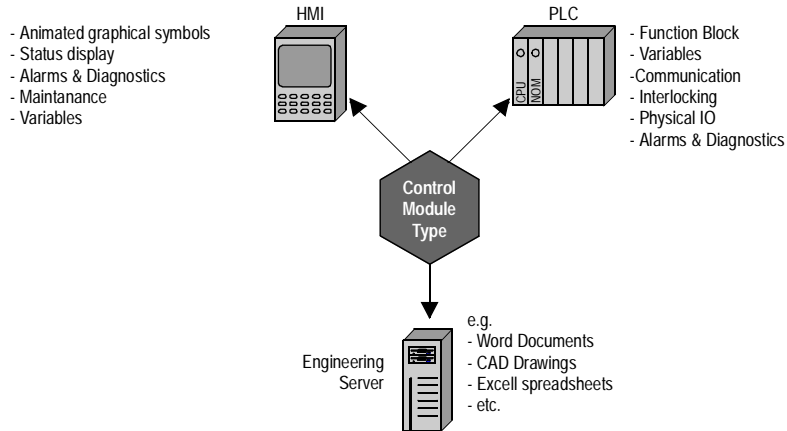 HMI
- Animated graphical symbols
- Status display
- Alarms & Diagnostics
- Maintanance
- Variables
PLC
CPU
NOM
- Function Block
- Variables
-Communication
- Interlocking
- Physical IO
- Alarms & Diagnostics
Control
Module
Type
Engineering
Server
e.g.
- Word Documents
- CAD Drawings
- Excell spreadsheets
- etc.